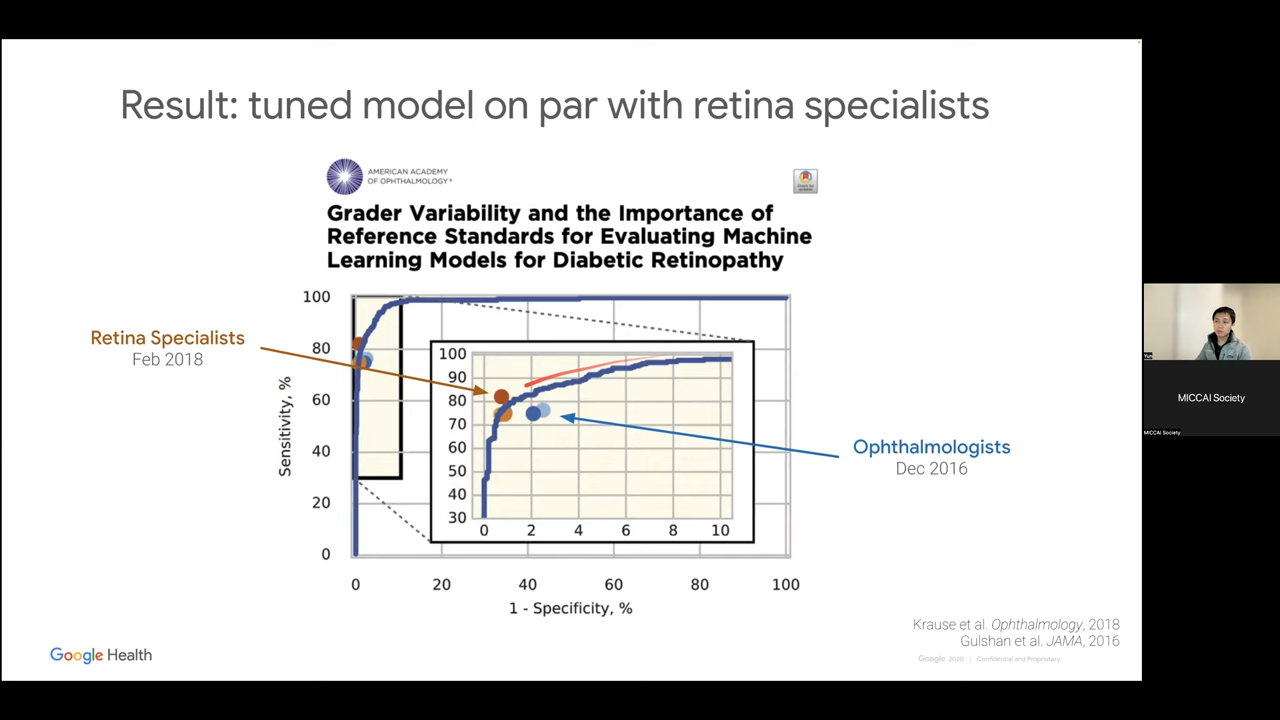 Result: tuned model on par with retina specialists
AMERICAN ACADEMY
OF OPHTHALMOLOGY®
Grader Variability and the Importance of
Reference Standards for Evaluating Machine
Learning Models for Diabetic Retinopathy
Retina Specialists
Feb 2018
Ophthalmologists
Dec 2016
Sensitivity, %
100
80
60
40
20
0
0 20 40 60 80 100
1 - Specificity, %
100
90
80
70
60
50
40
30
0 2 4 6 8 10
Krause et al. Ophthalmology, 2018
Gulshan et al. JAMA, 2016
Google Health
Google 2020 | Confidential and Proprietary
Yun
MICCAI Society
MICCAI Society